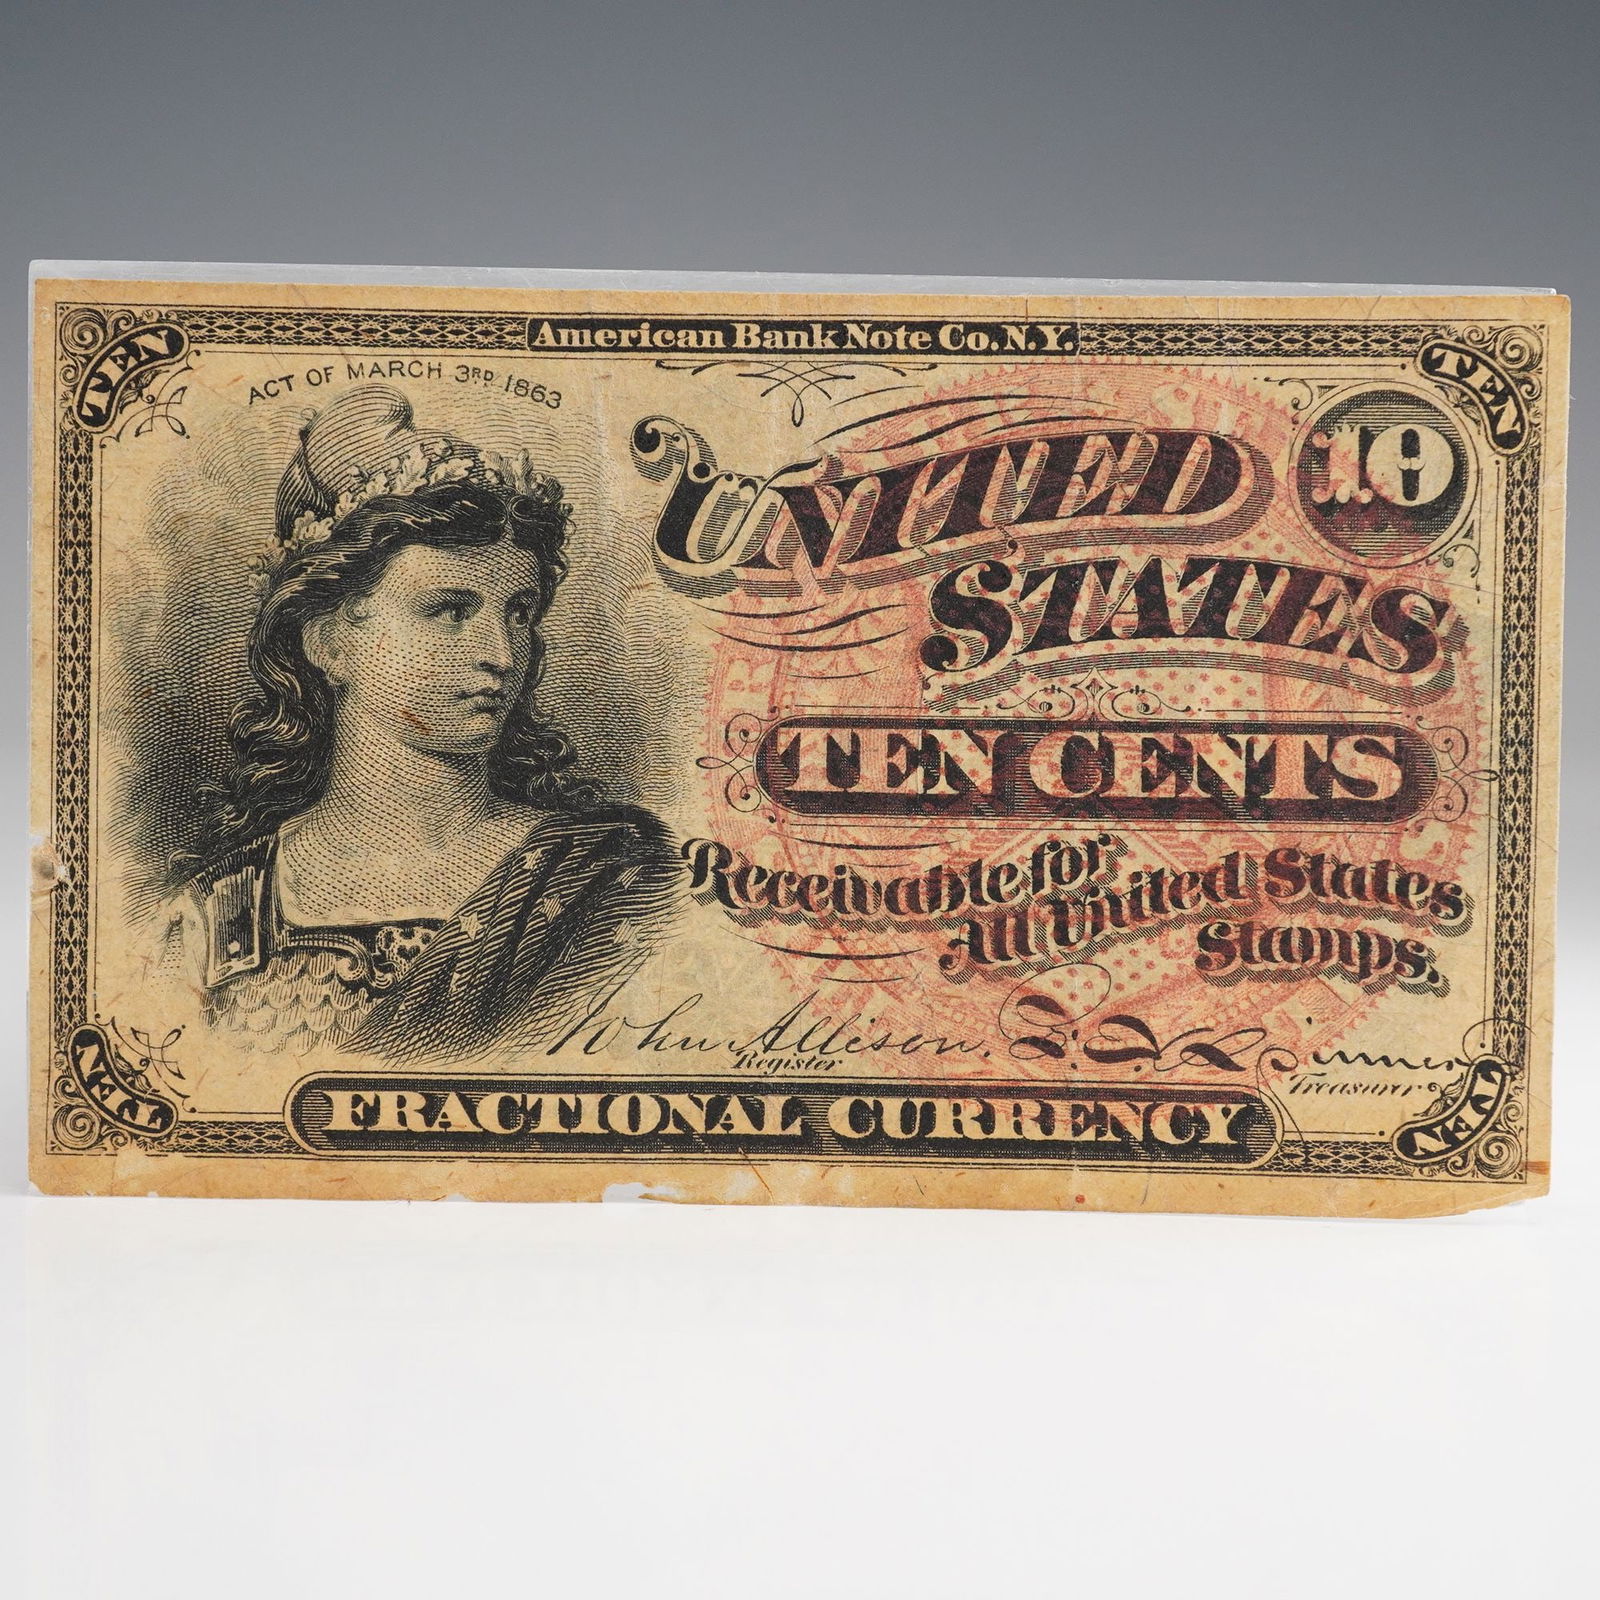 American Bank Note Co. N.Y.
TEN
TEN
ACT OF MARCH 3RD 1863
10
UNITED
STATES
TEN CENTS
Receivable for
All United States
Stamps.
John Allison.
Register
Treasurer
TEN
FRACTIONAL CURRENCY
TEN